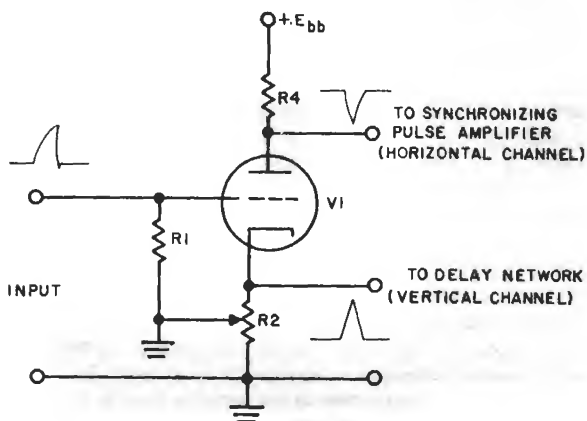 +.Ebb
R4
TO SYNCHRONIZING
PULSE AMPLIFIER
(HORIZONTAL CHANNEL)
V1
R1
INPUT
TO DELAY NETWORK
(VERTICAL CHANNEL)
R2